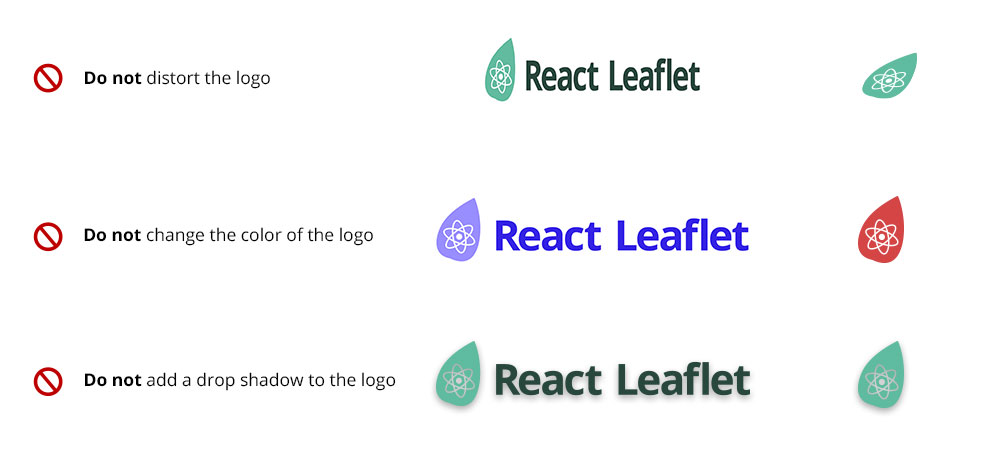 Do not distort the logo
React Leaflet
Do not change the color of the logo
React Leaflet
Do not add a drop shadow to the logo
React Leaflet